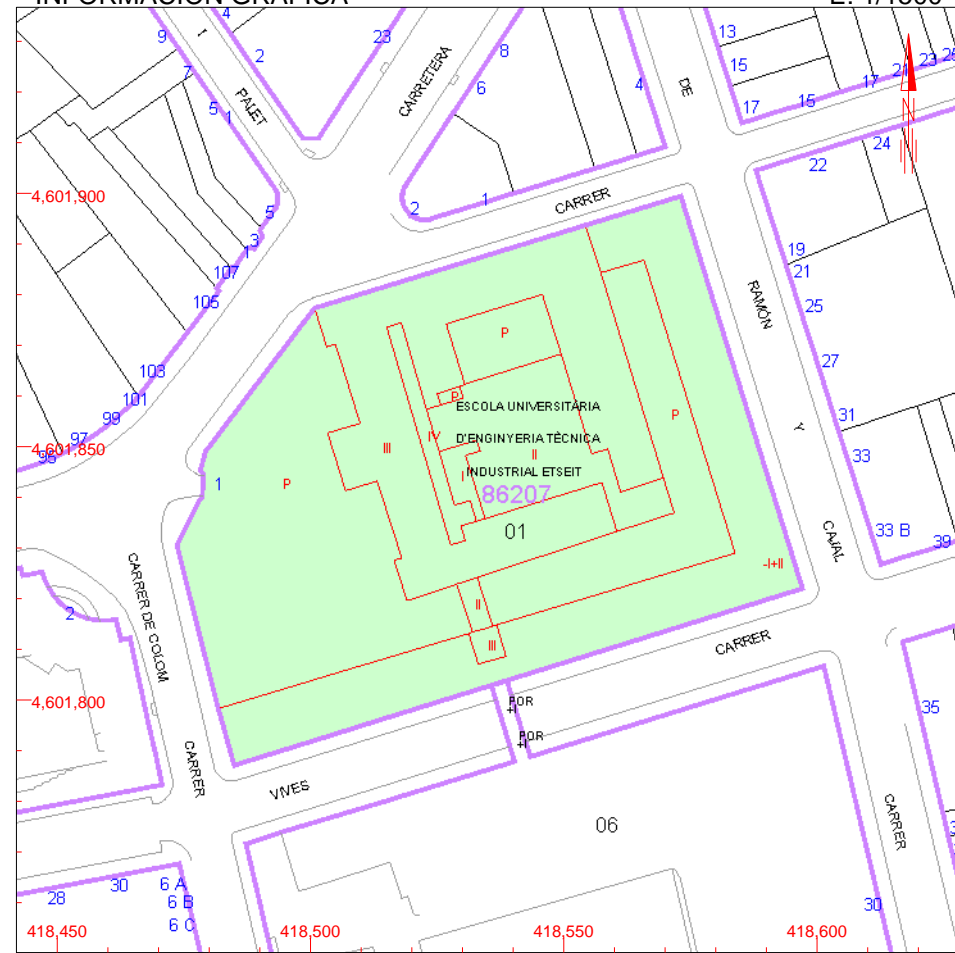 INFORMACIÓN GRÁFICA E: 1/1500
4
9
I
2
23
7
5
1
PALET
CARRETERA
8
6
4
DE
13
15
17
15
17
21
23
25
N
22
24
4,601,900
2
1
CARRER
5
3
1
107
105
19
21
25
RAMÓN
103
101
99
97
95
27
31
33
Y
P
P
ESCOLA UNIVERSITÀRIA
IV
D'ENGINYERIA TÈCNICA
III
II
P
4,601,850
I
INDUSTRIAL ETSEIT
86207
1
P
01
33 B
39
CAJAL
-I+II
CARRER DE COLOM
2
II
III
CARRER
POR
+I
POR
+I
4,601,800
35
CARRER
VIVES
06
CARRER
28
30
6 A
6 B
6 C
30
418,450
418,500
418,550
418,600